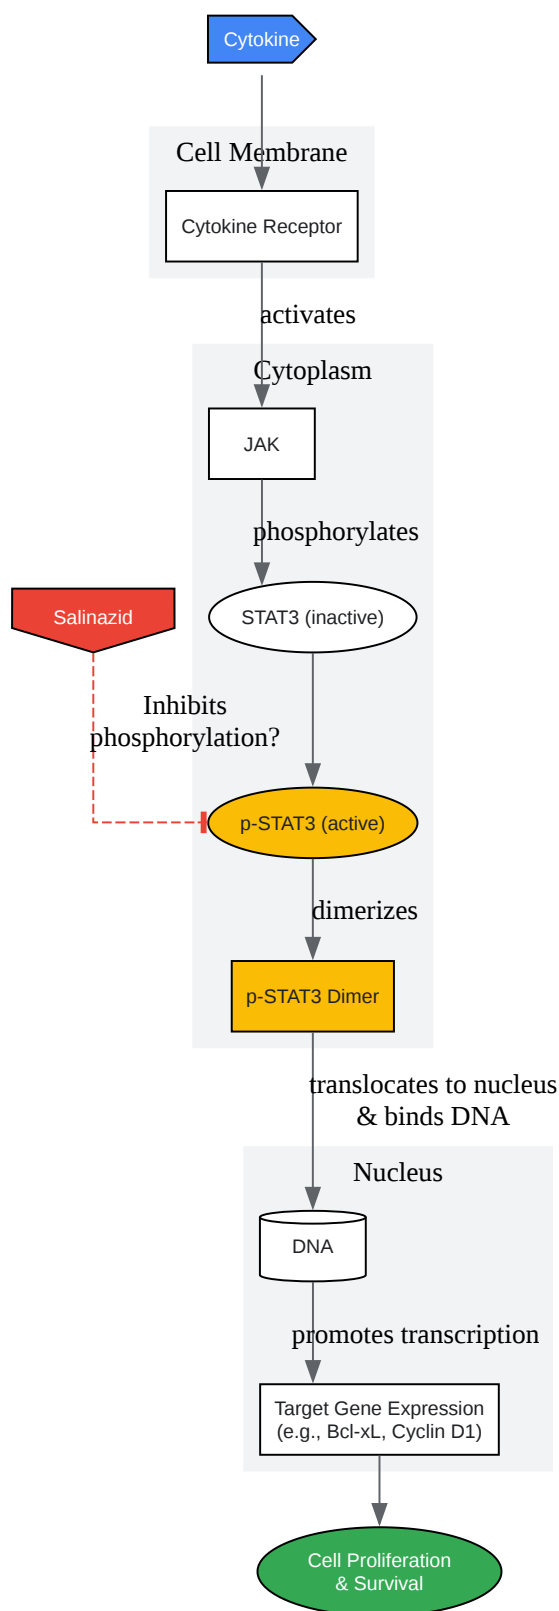 Cytokine
Cell Membrane
Cytokine Receptor
activates
Cytoplasm
JAK
phosphorylates
STAT3 (inactive)
Salinazid
Inhibits
phosphorylation?
p-STAT3 (active)
dimerizes
p-STAT3 Dimer
translocates to nucleus
& binds DNA
Nucleus
DNA
promotes transcription
Target Gene Expression
(e.g., Bcl-xL, Cyclin D1)
Cell Proliferation
& Survival